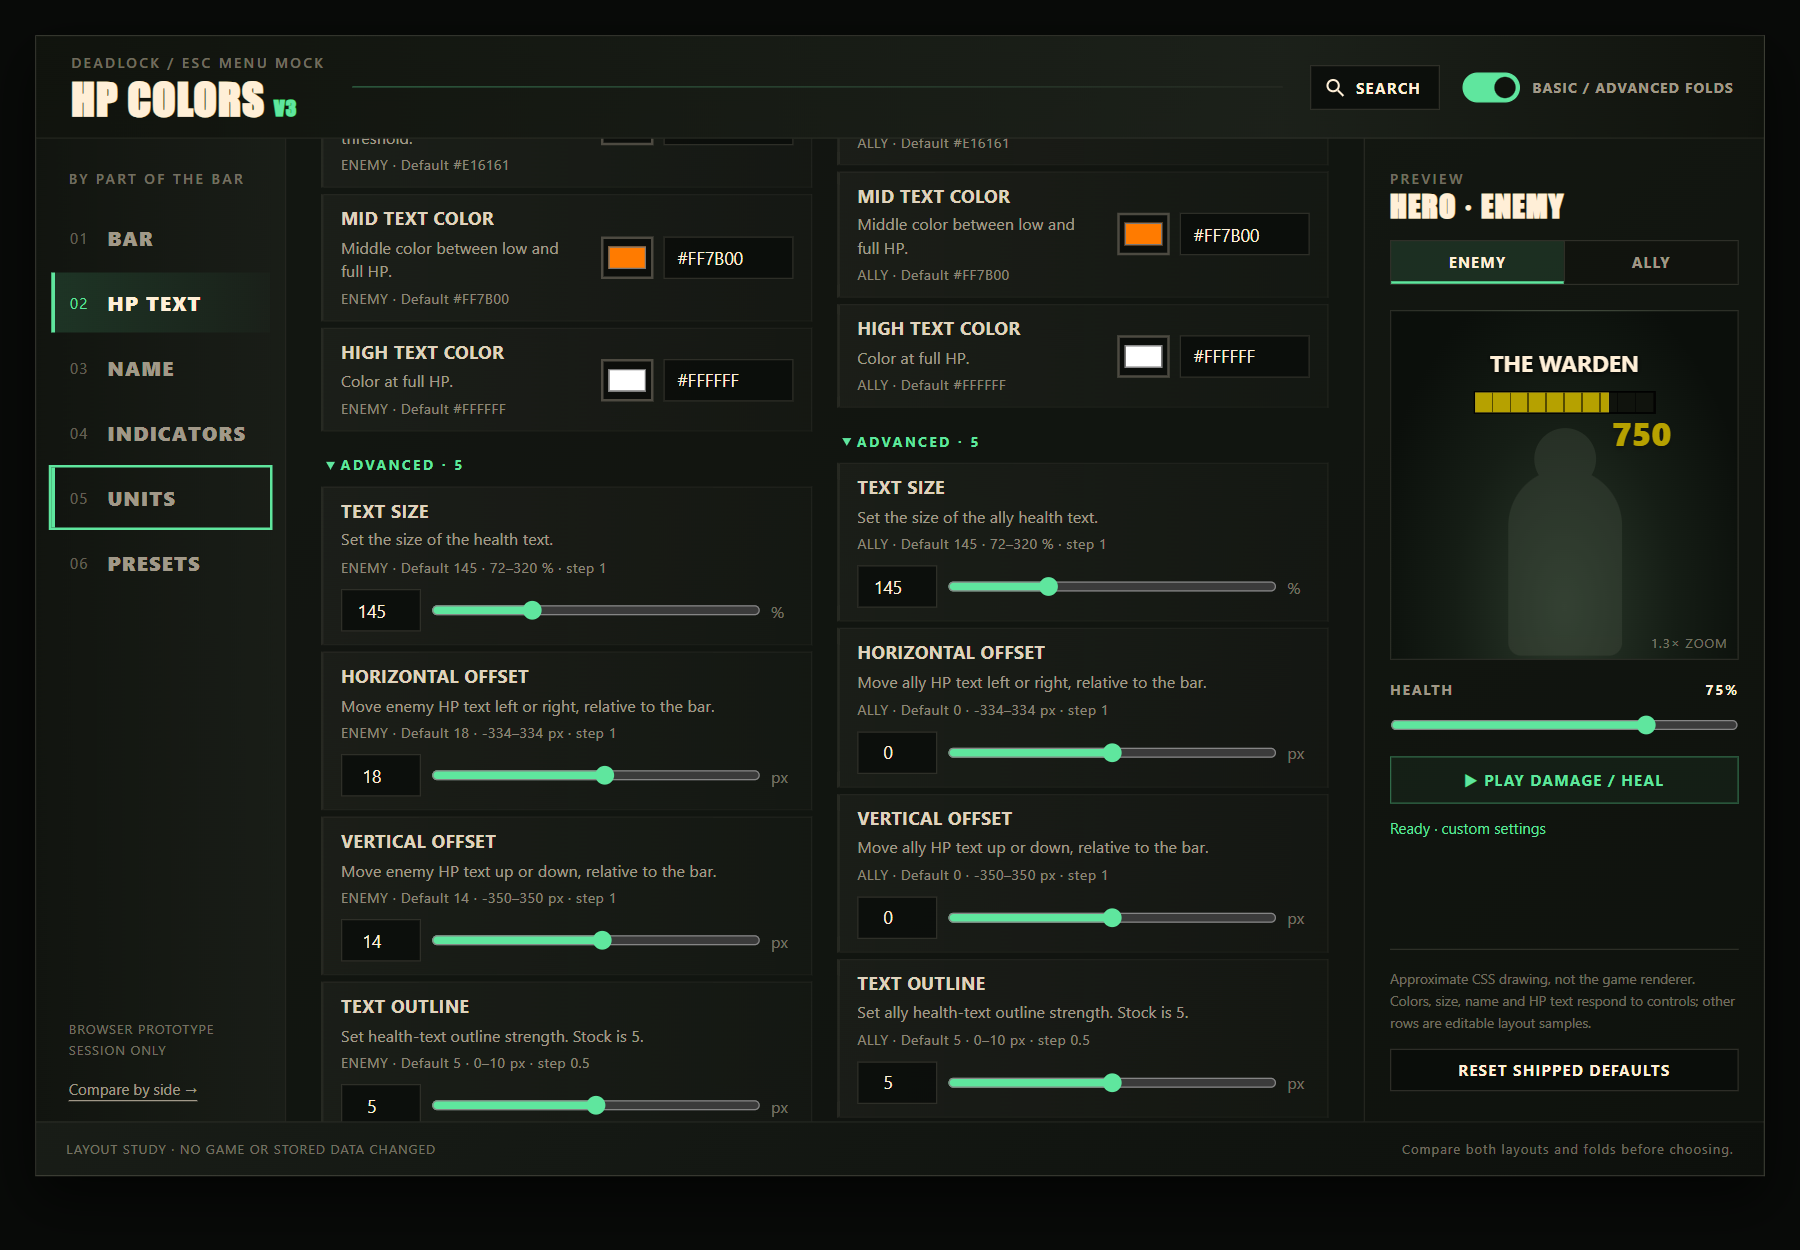 DEADLOCK / ESC MENU MOCK
HP COLORS V3
SEARCH
BASIC / ADVANCED FOLDS
BY PART OF THE BAR
01 BAR
02 HP TEXT
03 NAME
04 INDICATORS
05 UNITS
06 PRESETS
BROWSER PROTOTYPE
SESSION ONLY
Compare by side →
threshold.
ENEMY · Default #E16161
MID TEXT COLOR
Middle color between low and
full HP.
ENEMY · Default #FF7B00
#FF7B00
HIGH TEXT COLOR
Color at full HP.
ENEMY · Default #FFFFFF
#FFFFFF
▼ ADVANCED · 5
TEXT SIZE
Set the size of the health text.
ENEMY · Default 145 · 72–320 % · step 1
145 %
HORIZONTAL OFFSET
Move enemy HP text left or right, relative to the bar.
ENEMY · Default 18 · -334–334 px · step 1
18 px
VERTICAL OFFSET
Move enemy HP text up or down, relative to the bar.
ENEMY · Default 14 · -350–350 px · step 1
14 px
TEXT OUTLINE
Set health-text outline strength. Stock is 5.
ENEMY · Default 5 · 0–10 px · step 0.5
5 px
ALLY · Default #E16161
MID TEXT COLOR
Middle color between low and
full HP.
ALLY · Default #FF7B00
#FF7B00
HIGH TEXT COLOR
Color at full HP.
ALLY · Default #FFFFFF
#FFFFFF
▼ ADVANCED · 5
TEXT SIZE
Set the size of the ally health text.
ALLY · Default 145 · 72–320 % · step 1
145 %
HORIZONTAL OFFSET
Move ally HP text left or right, relative to the bar.
ALLY · Default 0 · -334–334 px · step 1
0 px
VERTICAL OFFSET
Move ally HP text up or down, relative to the bar.
ALLY · Default 0 · -350–350 px · step 1
0 px
TEXT OUTLINE
Set ally health-text outline strength. Stock is 5.
ALLY · Default 5 · 0–10 px · step 0.5
5 px
PREVIEW
HERO · ENEMY
ENEMY ALLY
THE WARDEN
750
1.3× ZOOM
HEALTH 75%
▶ PLAY DAMAGE / HEAL
Ready · custom settings
Approximate CSS drawing, not the game renderer.
Colors, size, name and HP text respond to controls; other
rows are editable layout samples.
RESET SHIPPED DEFAULTS
LAYOUT STUDY · NO GAME OR STORED DATA CHANGED
Compare both layouts and folds before choosing.